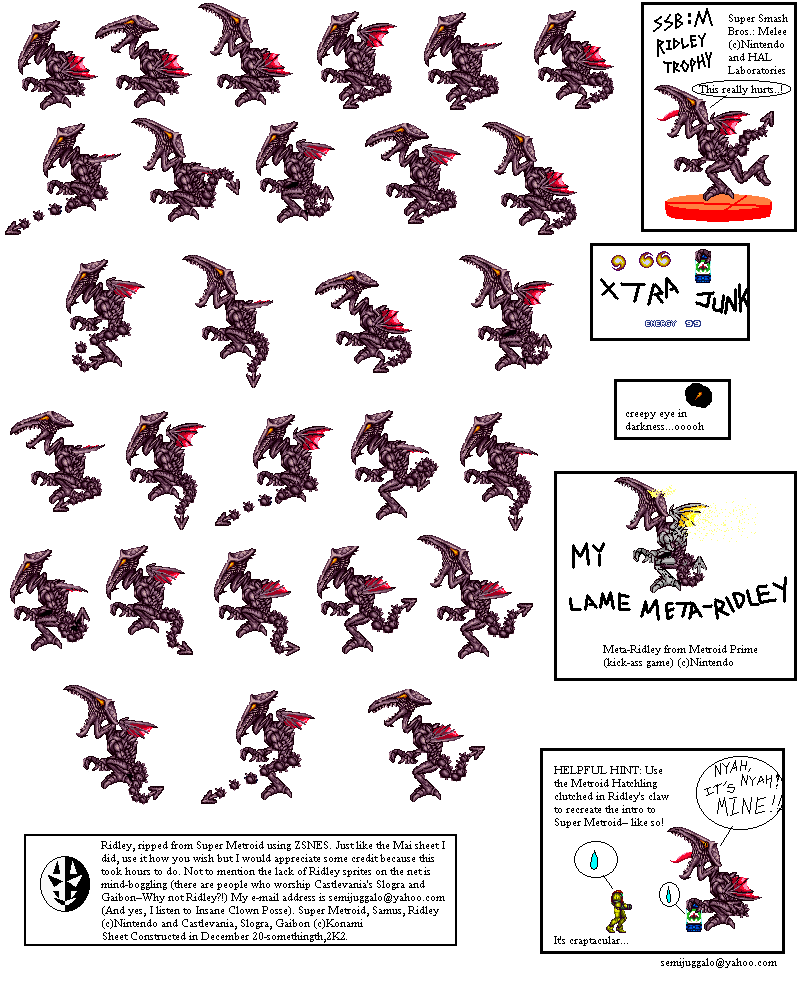 SSB:M
RIDLEY
TROPHY
Super Smash
Bros.: Melee
(c)Nintendo
and HAL
Laboratories
This really hurts..!
XTRA
JUNK
ENERGY 99
creepy eye in
darkness...ooooh
MY
LAME META-RIDLEY
Meta-Ridley from Metroid Prime
(kick-ass game) (c)Nintendo
HELPFUL HINT: Use
the Metroid Hatchling
clutched in Ridley's claw
to recreate the intro to
Super Metroid-- like so!
NYAH,
NYAH!
IT'S
MINE!!
It's craptacular...
Ridley, ripped from Super Metroid using ZSNES. Just like the Mai sheet I
did, use it how you wish but I would appreciate some credit because this
took hours to do. Not to mention the lack of Ridley sprites on the net is
mind-boggling (there are people who worship Castlevania's Slogra and
Gaibon--Why not Ridley?!) My e-mail address is semijuggalo@yahoo.com
(And yes, I listen to Insane Clown Posse). Super Metroid, Samus, Ridley
(c)Nintendo and Castlevania, Slogra, Gaibon (c)Konami
Sheet Constructed in December 20-somethingth,2K2.
semijuggalo@yahoo.com